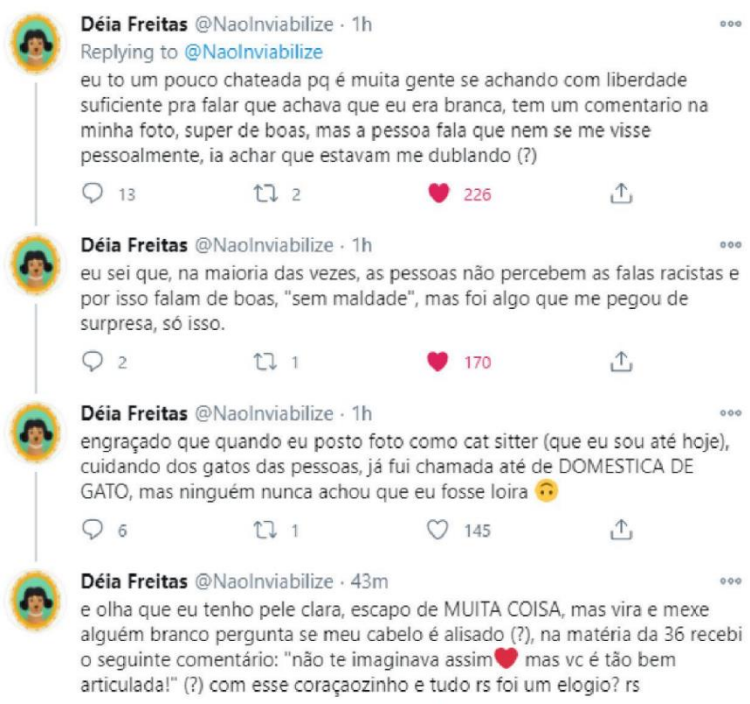 Déia Freitas @NaoInviabilize · 1h
Replying to @NaoInviabilize
eu to um pouco chateada pq é muita gente se achando com liberdade
suficiente pra falar que achava que eu era branca, tem um comentario na
minha foto, super de boas, mas a pessoa fala que nem se me visse
pessoalmente, ia achar que estavam me dublando (?)
13 2 226
Déia Freitas @NaoInviabilize · 1h
eu sei que, na maioria das vezes, as pessoas não percebem as falas racistas e
por isso falam de boas, "sem maldade", mas foi algo que me pegou de
surpresa, só isso.
2 1 170
Déia Freitas @NaoInviabilize · 1h
engraçado que quando eu posto foto como cat sitter (que eu sou até hoje),
cuidando dos gatos das pessoas, já fui chamada até de DOMESTICA DE
GATO, mas ninguém nunca achou que eu fosse loira 🙃
6 1 145
Déia Freitas @NaoInviabilize · 43m
e olha que eu tenho pele clara, escapo de MUITA COISA, mas vira e mexe
alguém branco pergunta se meu cabelo é alisado (?), na matéria da 36 recebi
o seguinte comentário: "não te imaginava assim❤️ mas vc é tão bem
articulada!" (?) com esse coraçaozinho e tudo rs foi um elogio? rs